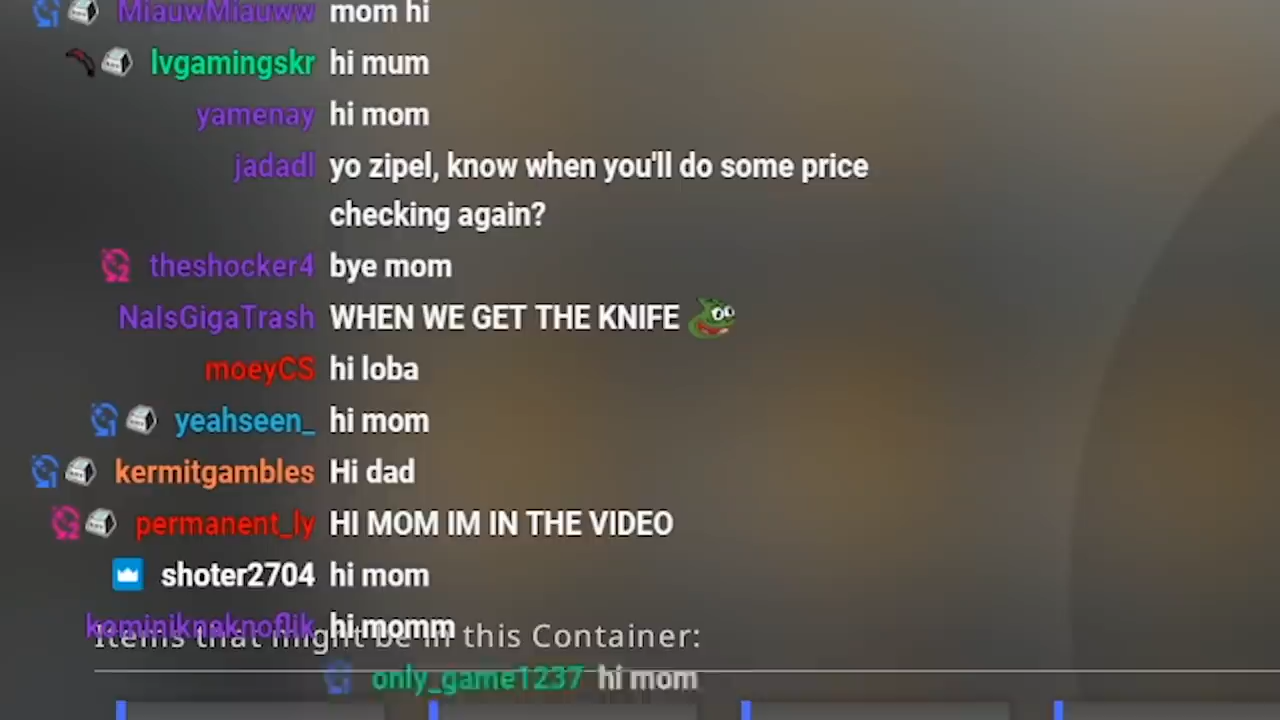 MiauwMiauww mom hi
lvgamingskr hi mum
yamenay hi mom
jadadl yo zipel, know when you'll do some price
checking again?
theshocker4 bye mom
NaIsGigaTrash WHEN WE GET THE KNIFE
moeyCS hi loba
yeahseen_ hi mom
kermitgambles Hi dad
permanent_ly HI MOM IM IN THE VIDEO
shoter2704 hi mom
hi momm
Items that might be in this Container:
only_game1237 hi mom